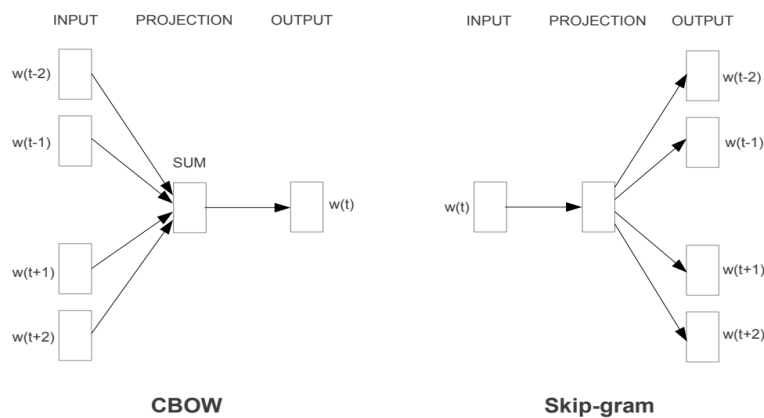 INPUT PROJECTION OUTPUT
w(t-2)
w(t-1)
SUM
w(t)
w(t+1)
w(t+2)
CBOW
INPUT PROJECTION OUTPUT
w(t-2)
w(t-1)
w(t)
w(t+1)
w(t+2)
Skip-gram